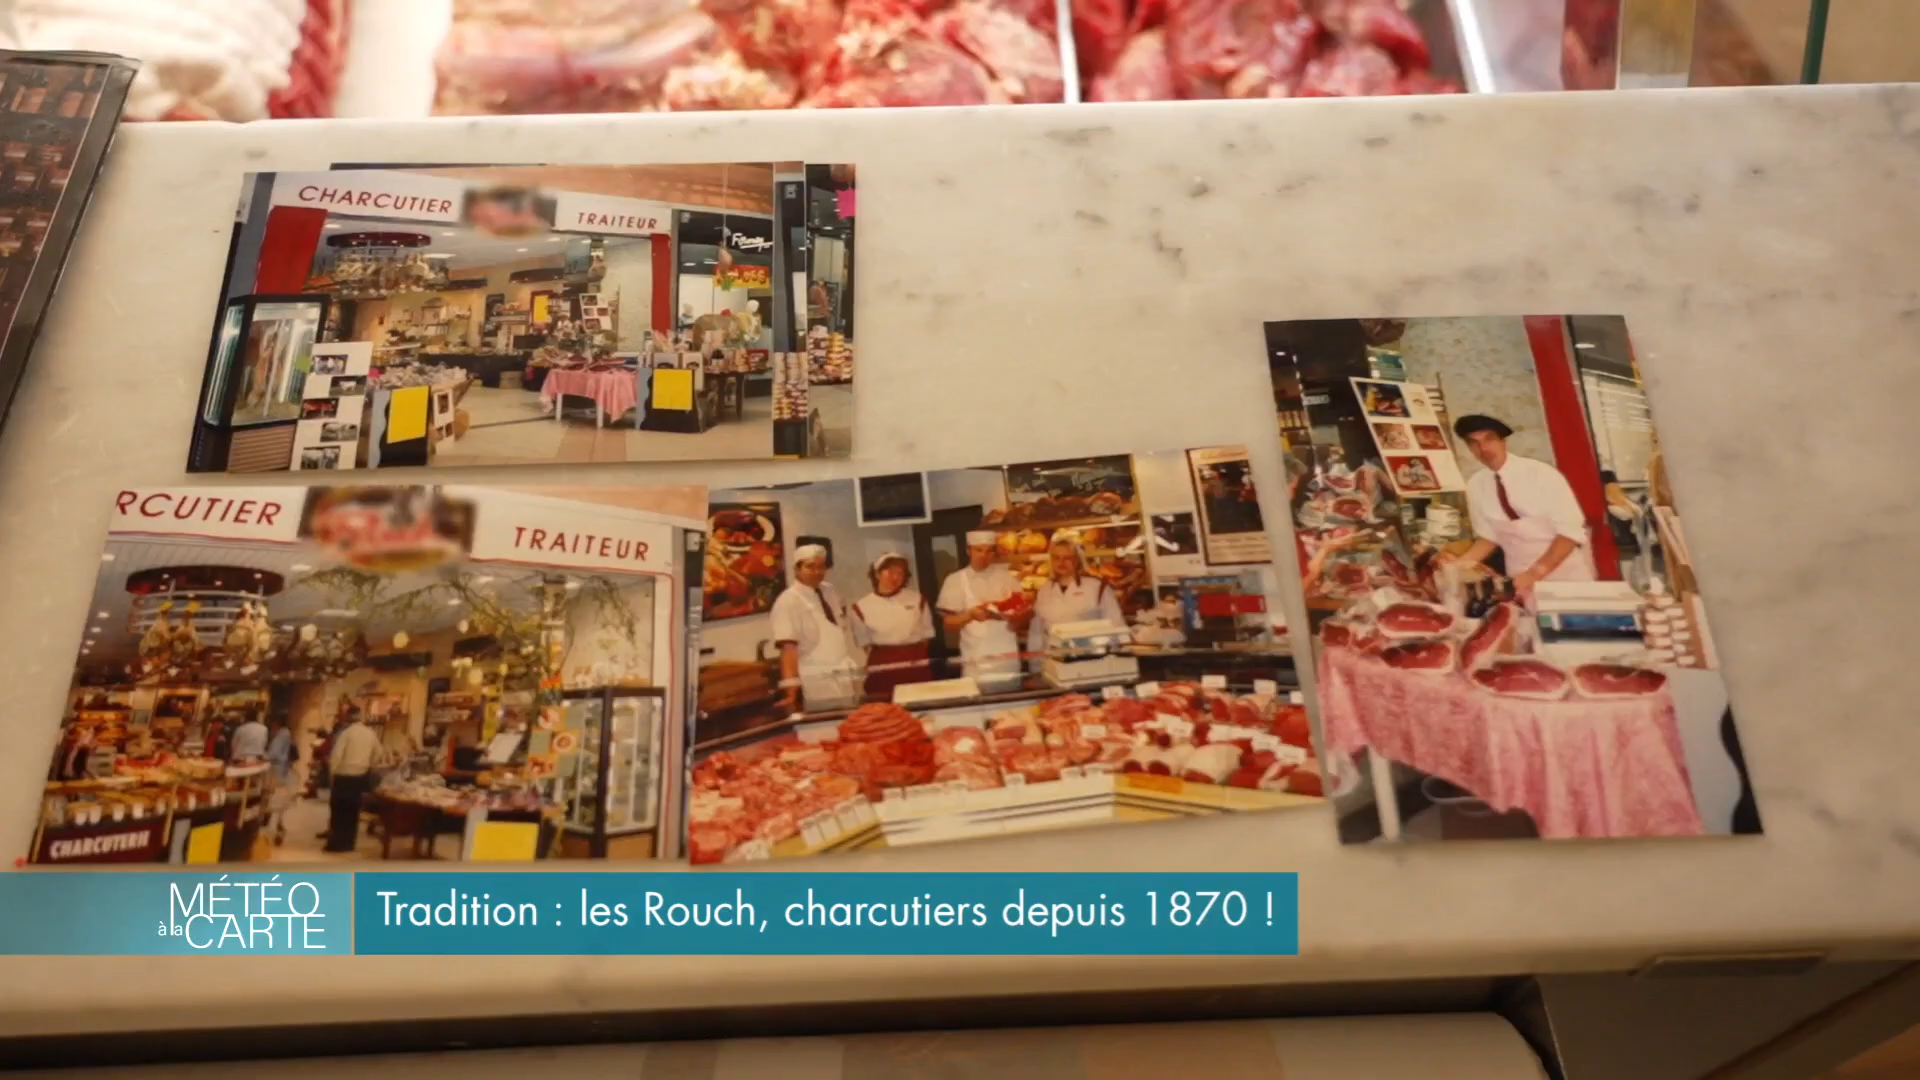 CHARCUTIER
TRAITEUR
RCUTIER
TRAITEUR
CHARCUTERIE
MÉTÉO
à la CARTE
Tradition : les Rouch, charcutiers depuis 1870 !